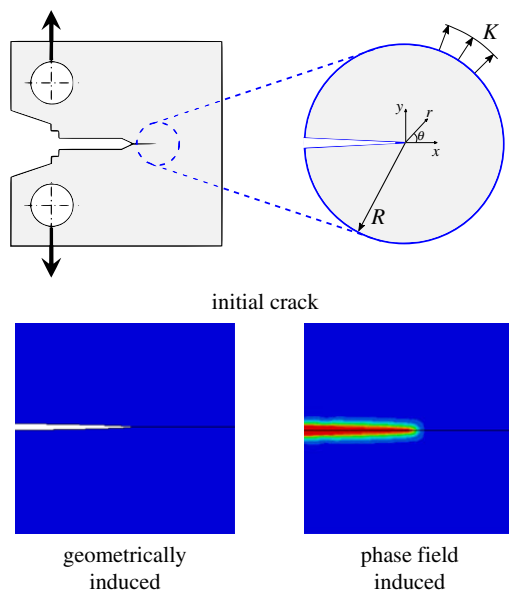 K
y
r
θ
x
R
initial crack
geometrically
induced
phase field
induced